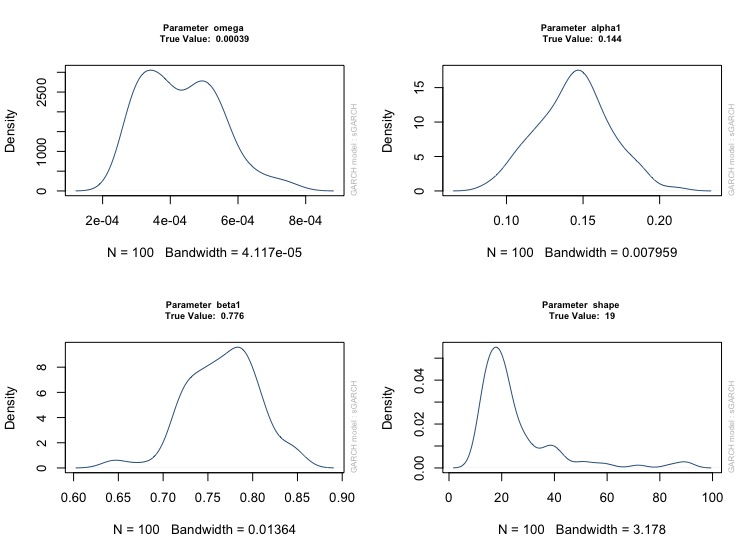 Parameter omega
True Value: 0.00039
Density
0
1000
2500
2e-04 4e-04 6e-04 8e-04
N = 100 Bandwidth = 4.117e-05
GARCH model : sGARCH
Parameter alpha1
True Value: 0.144
Density
0
5
10
15
0.10 0.15 0.20
N = 100 Bandwidth = 0.007959
GARCH model : sGARCH
Parameter beta1
True Value: 0.776
Density
0
2
4
6
8
0.60 0.65 0.70 0.75 0.80 0.85 0.90
N = 100 Bandwidth = 0.01364
GARCH model : sGARCH
Parameter shape
True Value: 19
Density
0.00
0.02
0.04
0 20 40 60 80 100
N = 100 Bandwidth = 3.178
GARCH model : sGARCH